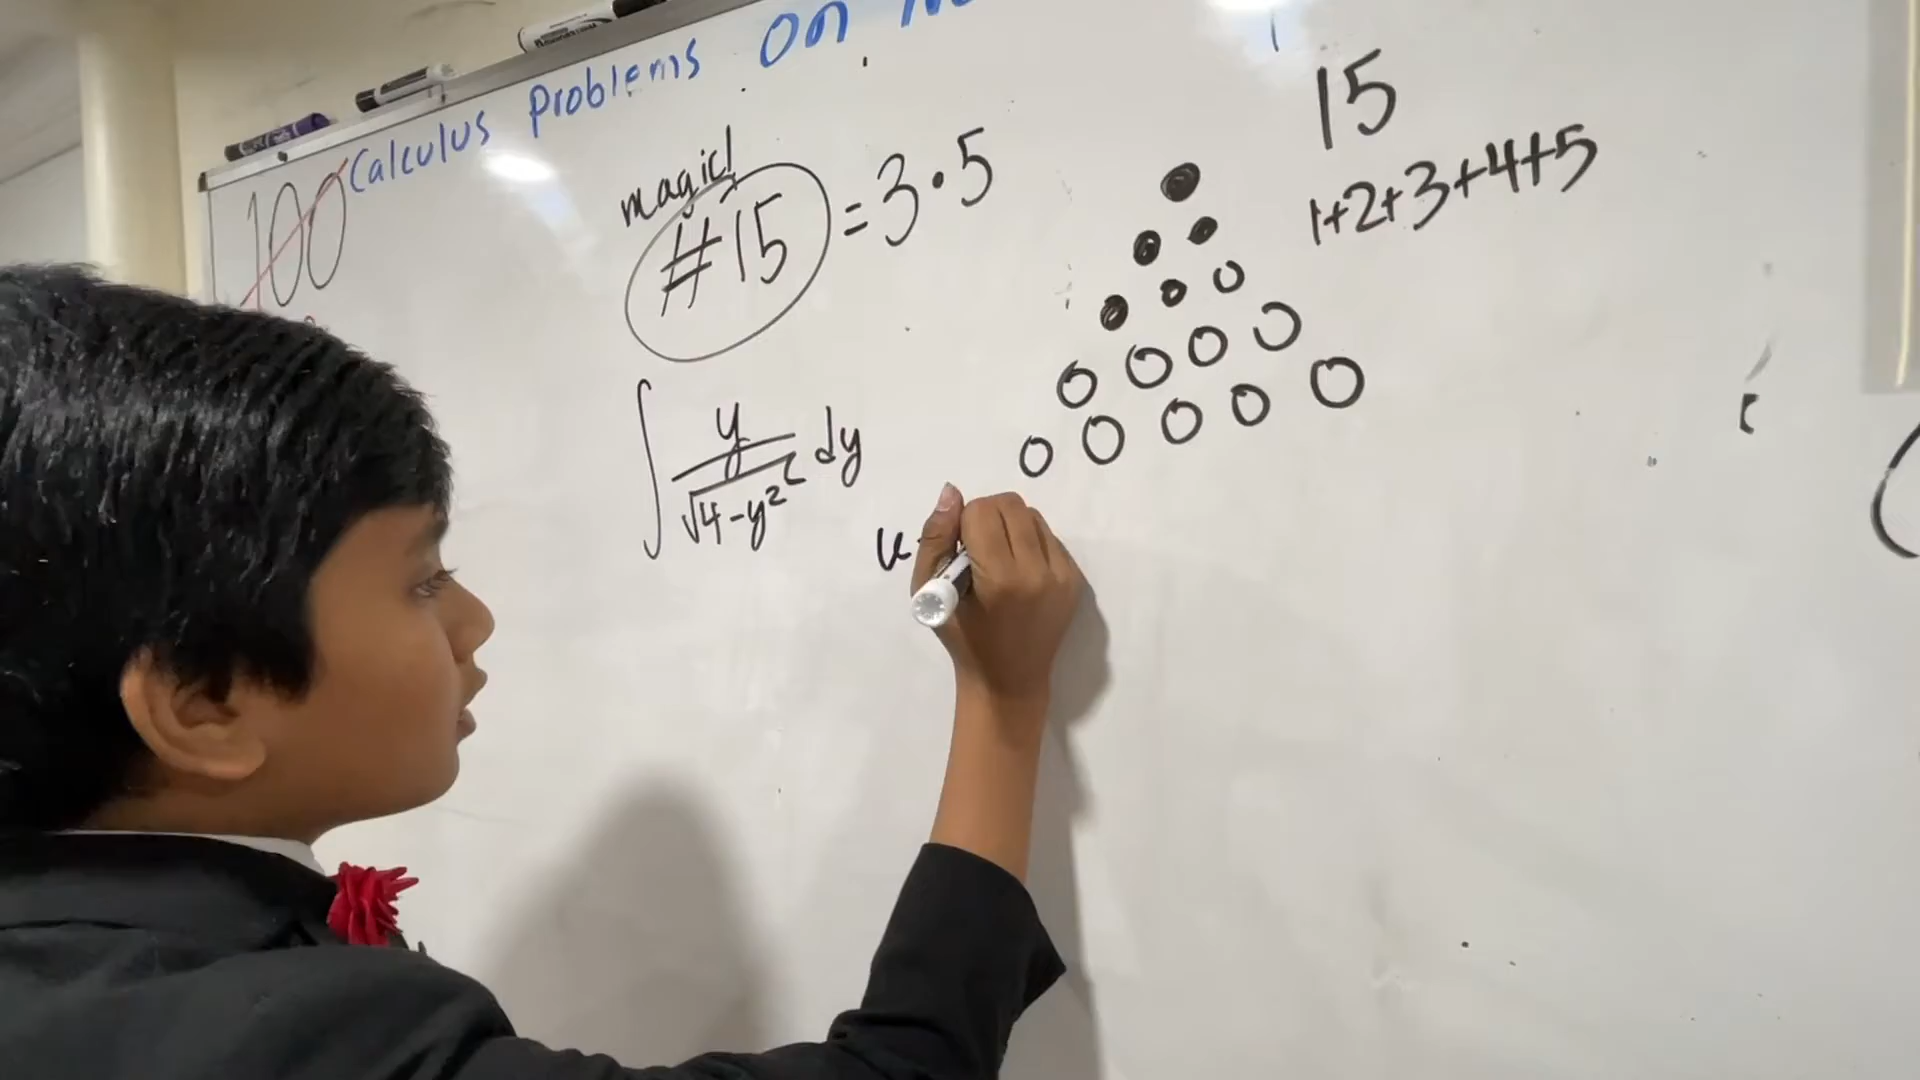 100 Calculus Problems On
magic!
#15 = 3·5
15
1+2+3+4+5
∫ y/√(4-y²) dy
u